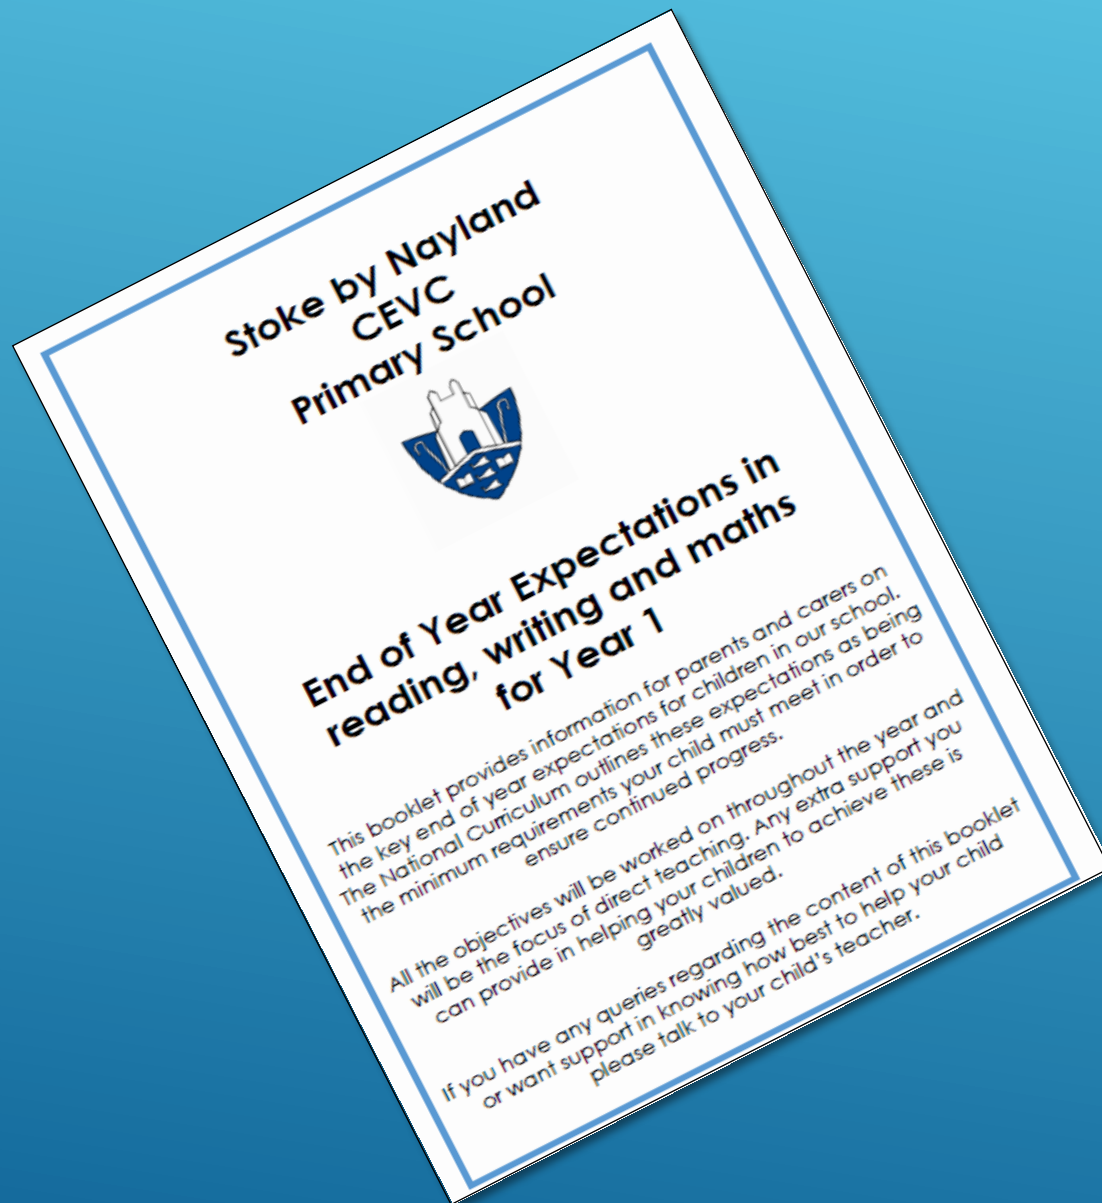 Stoke by Nayland
CEVC
Primary School
End of Year Expectations in
reading, writing and maths
for Year 1
This booklet provides information for parents and carers on
the key end of year expectations for children in our school.
The National Curriculum outlines these expectations as being
the minimum requirements your child must meet in order to
ensure continued progress.
All the objectives will be worked on throughout the year and
will be the focus of direct teaching. Any extra support you
can provide in helping your children to achieve these is
greatly valued.
If you have any queries regarding the content of this booklet
or want support in knowing how best to help your child
please talk to your child's teacher.